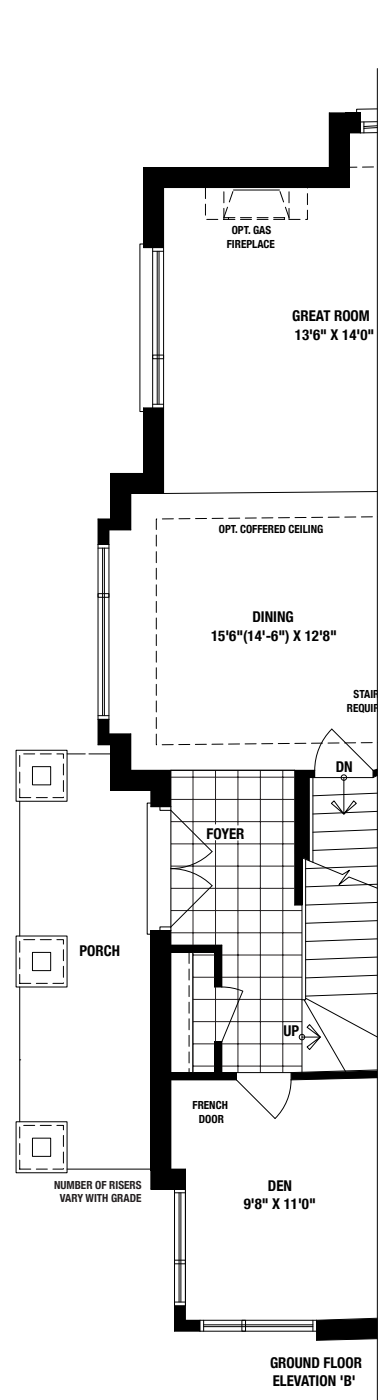 OPT. GAS
FIREPLACE
GREAT ROOM
13'6" X 14'0"
OPT. COFFERED CEILING
DINING
15'6"(14'-6") X 12'8"
STAIR
REQUIR
DN
FOYER
PORCH
UP
FRENCH
DOOR
NUMBER OF RISERS
VARY WITH GRADE
DEN
9'8" X 11'0"
GROUND FLOOR
ELEVATION 'B'